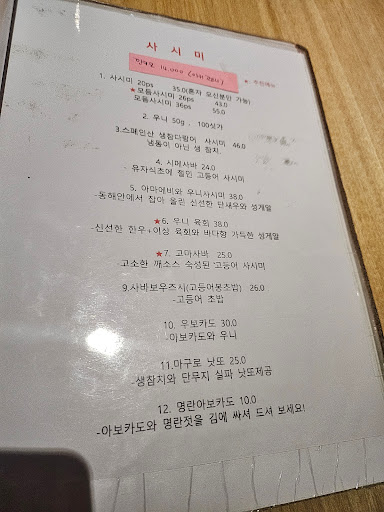 사 시 미
★ 추천메뉴
1. 사시미 20ps 35.0(혼자 오신분만 가능)
★모듬사시미 26ps 43.0
모듬사시미 36ps 55.0
2. 우니 50g , 100싯가
3.스페인산 생참다랑어 사시미 46.0
냉동이 아닌 생 참치.
4. 시메사바 24.0
- 유자식초에 절인 고등어 사시미
5. 아마에비와 우니사시미 38.0
-동해안에서 잡아 올린 신선한 단새우와 성게알
★6. 우니 육회 38.0
-신선한 한우+이상 육회와 바다향 가득한 성게알
★7. 고마사바 25.0
-고소한 깨소스 숙성된 고등어 사시미
9.사바보우즈시(고등어봉초밥) 26.0
-고등어 초밥
10. 우보카도 30.0
-아보카도와 우니
11.마구로 낫또 25.0
-생참치와 단무지 실파 낫또제공
12. 명란아보카도 10.0
-아보카도와 명란젓을 김에 싸서 드셔 보세요!